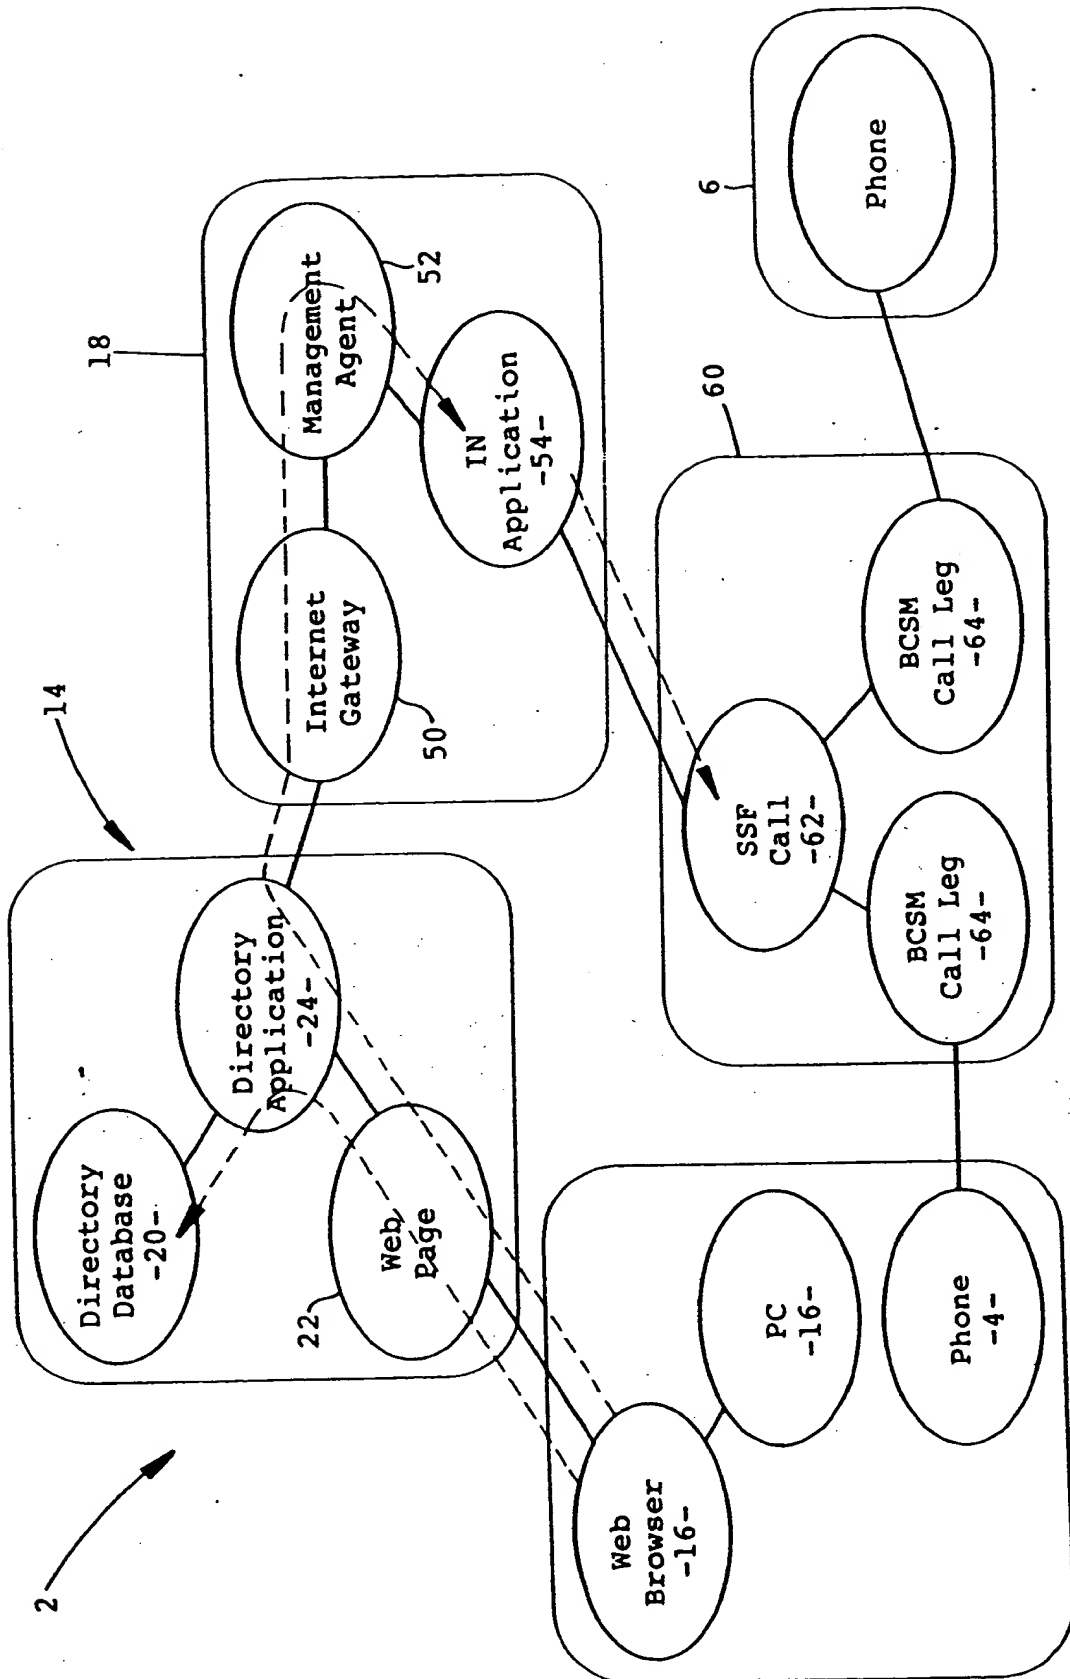 2
14
18
Directory
Database
-20-
Directory
Application
-24-
22
Web
Page
Internet
Gateway
50
Management
Agent
52
IN
Application
-54-
Web
Browser
-16-
PC
-16-
Phone
-4-
60
SSF
Call
-62-
BCSM
Call Leg
-64-
BCSM
Call Leg
-64-
6
Phone